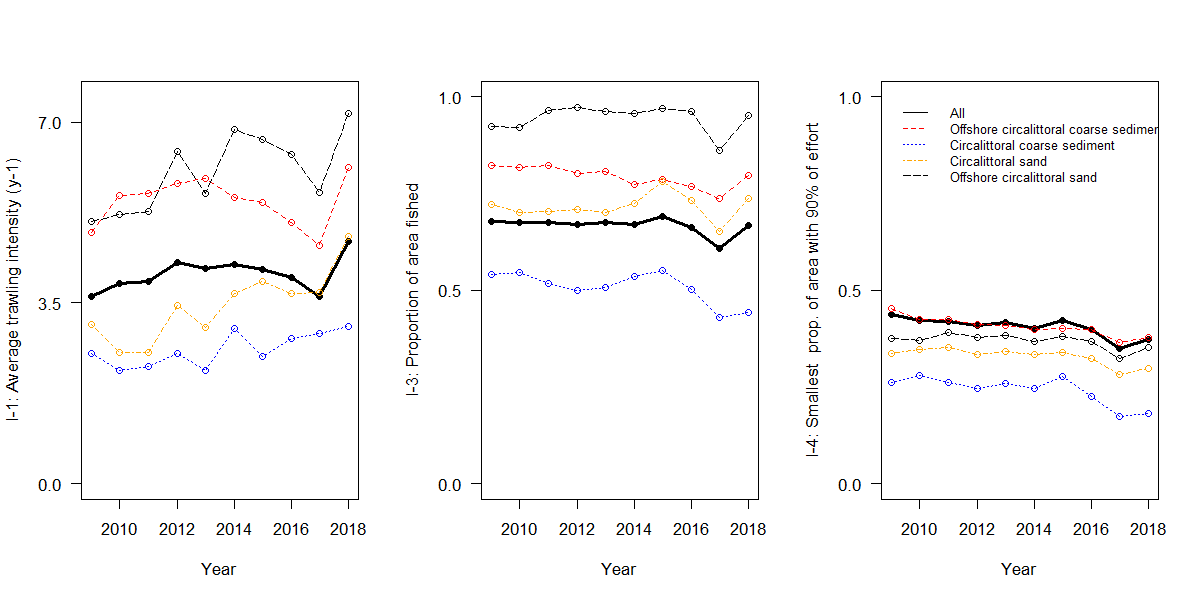 I-1: Average trawling intensity (y-1)
7.0
3.5
0.0
2010 2012 2014 2016 2018
Year
I-3: Proportion of area fished
1.0
0.5
0.0
2010 2012 2014 2016 2018
Year
I-4: Smallest prop. of area with 90% of effort
1.0
0.5
0.0
All
Offshore circalittoral coarse sedimer
Circalittoral coarse sediment
Circalittoral sand
Offshore circalittoral sand
2010 2012 2014 2016 2018
Year